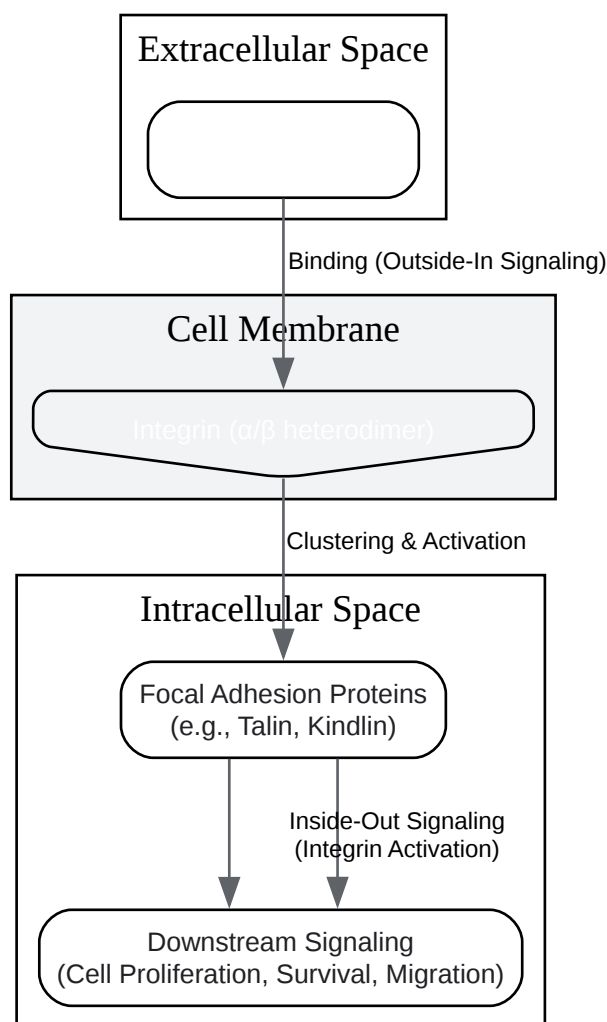 Extracellular Space
Binding (Outside-In Signaling)
Cell Membrane
Integrin (α/β heterodimer)
Clustering & Activation
Intracellular Space
Focal Adhesion Proteins
(e.g., Talin, Kindlin)
Inside-Out Signaling
(Integrin Activation)
Downstream Signaling
(Cell Proliferation, Survival, Migration)